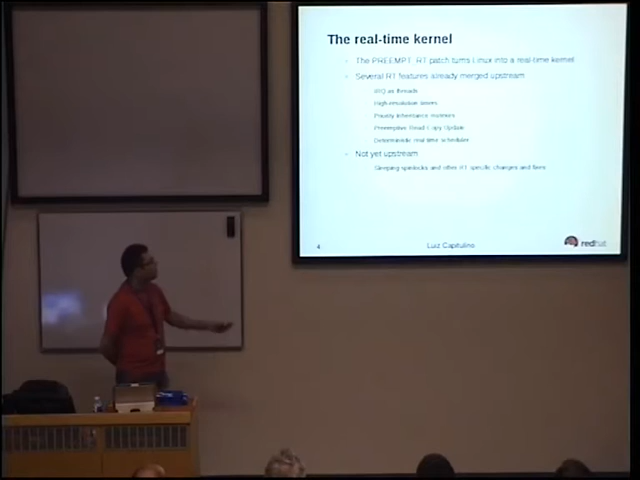 The real-time kernel
The PREEMPT_RT patch turns Linux into a real-time kernel
Several RT features already merged upstream
IRQ as threads
High-resolution timers
Priority inheritance mutexes
Preemptive Read Copy Update
Deterministic real time scheduler
Not yet upstream
Sleeping spinlocks and other RT specific changes and fixes
4
Luiz Capitulino
redhat